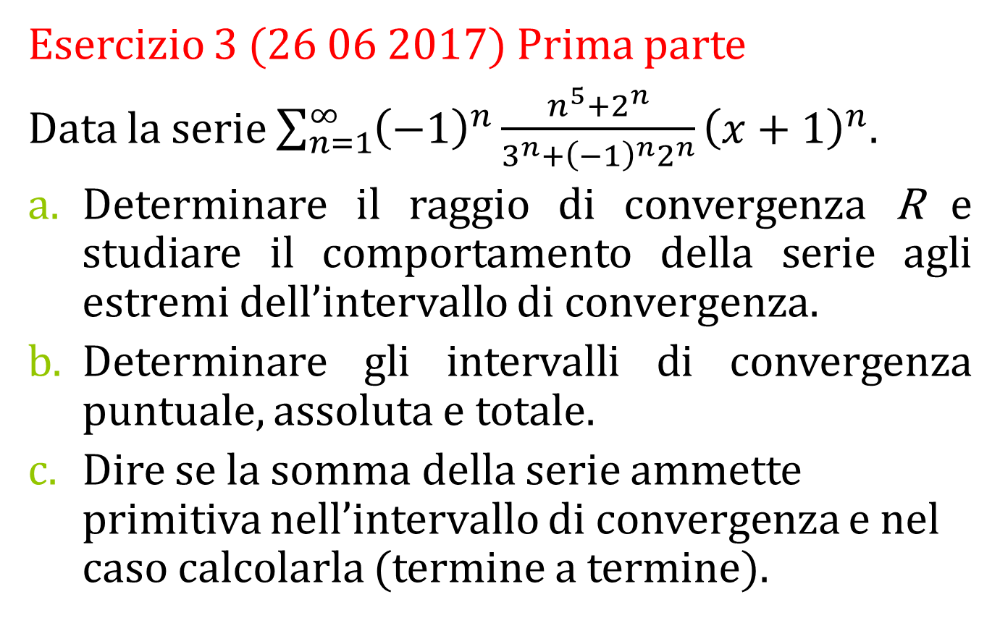 Esercizio 3 (26 06 2017) Prima parte
Data la serie $\sum_{n=1}^{\infty}(-1)^n \frac{n^5+2^n}{3^n+(-1)^n 2^n}(x+1)^n$.
a. Determinare il raggio di convergenza R e
studiare il comportamento della serie agli
estremi dell’intervallo di convergenza.
b. Determinare gli intervalli di convergenza
puntuale, assoluta e totale.
c. Dire se la somma della serie ammette
primitiva nell’intervallo di convergenza e nel
caso calcolarla (termine a termine).